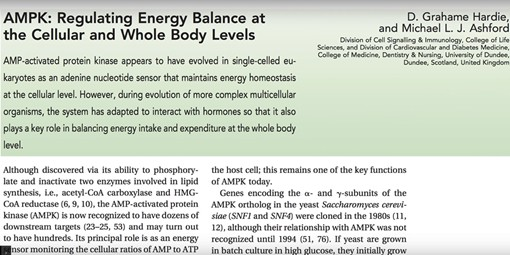 AMPK: Regulating Energy Balance at
the Cellular and Whole Body Levels
D. Grahame Hardie,
and Michael L. J. Ashford
Division of Cell Signalling & Immunology, College of Life
Sciences, and Division of Cardiovascular and Diabetes Medicine,
College of Medicine, Dentistry & Nursing, University of Dundee,
Dundee, Scotland, United Kingdom
AMP-activated protein kinase appears to have evolved in single-celled eu-
karyotes as an adenine nucleotide sensor that maintains energy homeostasis
at the cellular level. However, during evolution of more complex multicellular
organisms, the system has adapted to interact with hormones so that it also
plays a key role in balancing energy intake and expenditure at the whole body
level.
Although discovered via its ability to phosphory-
late and inactivate two enzymes involved in lipid
synthesis, i.e., acetyl-CoA carboxylase and HMG-
CoA reductase (6, 9, 10), the AMP-activated protein
kinase (AMPK) is now recognized to have dozens of
downstream targets (23–25, 53) and may turn out
to have hundreds. Its principal role is as an energy
sensor monitoring the cellular ratios of AMP to ATP
the host cell; this remains one of the key functions
of AMPK today.
Genes encoding the α- and γ-subunits of the
AMPK ortholog in the yeast Saccharomyces cerevi-
siae (SNF1 and SNF4) were cloned in the 1980s (11,
12), although their relationship with AMPK was not
recognized until 1994 (51, 76). If yeast are grown
in batch culture in high glucose, they initially grow